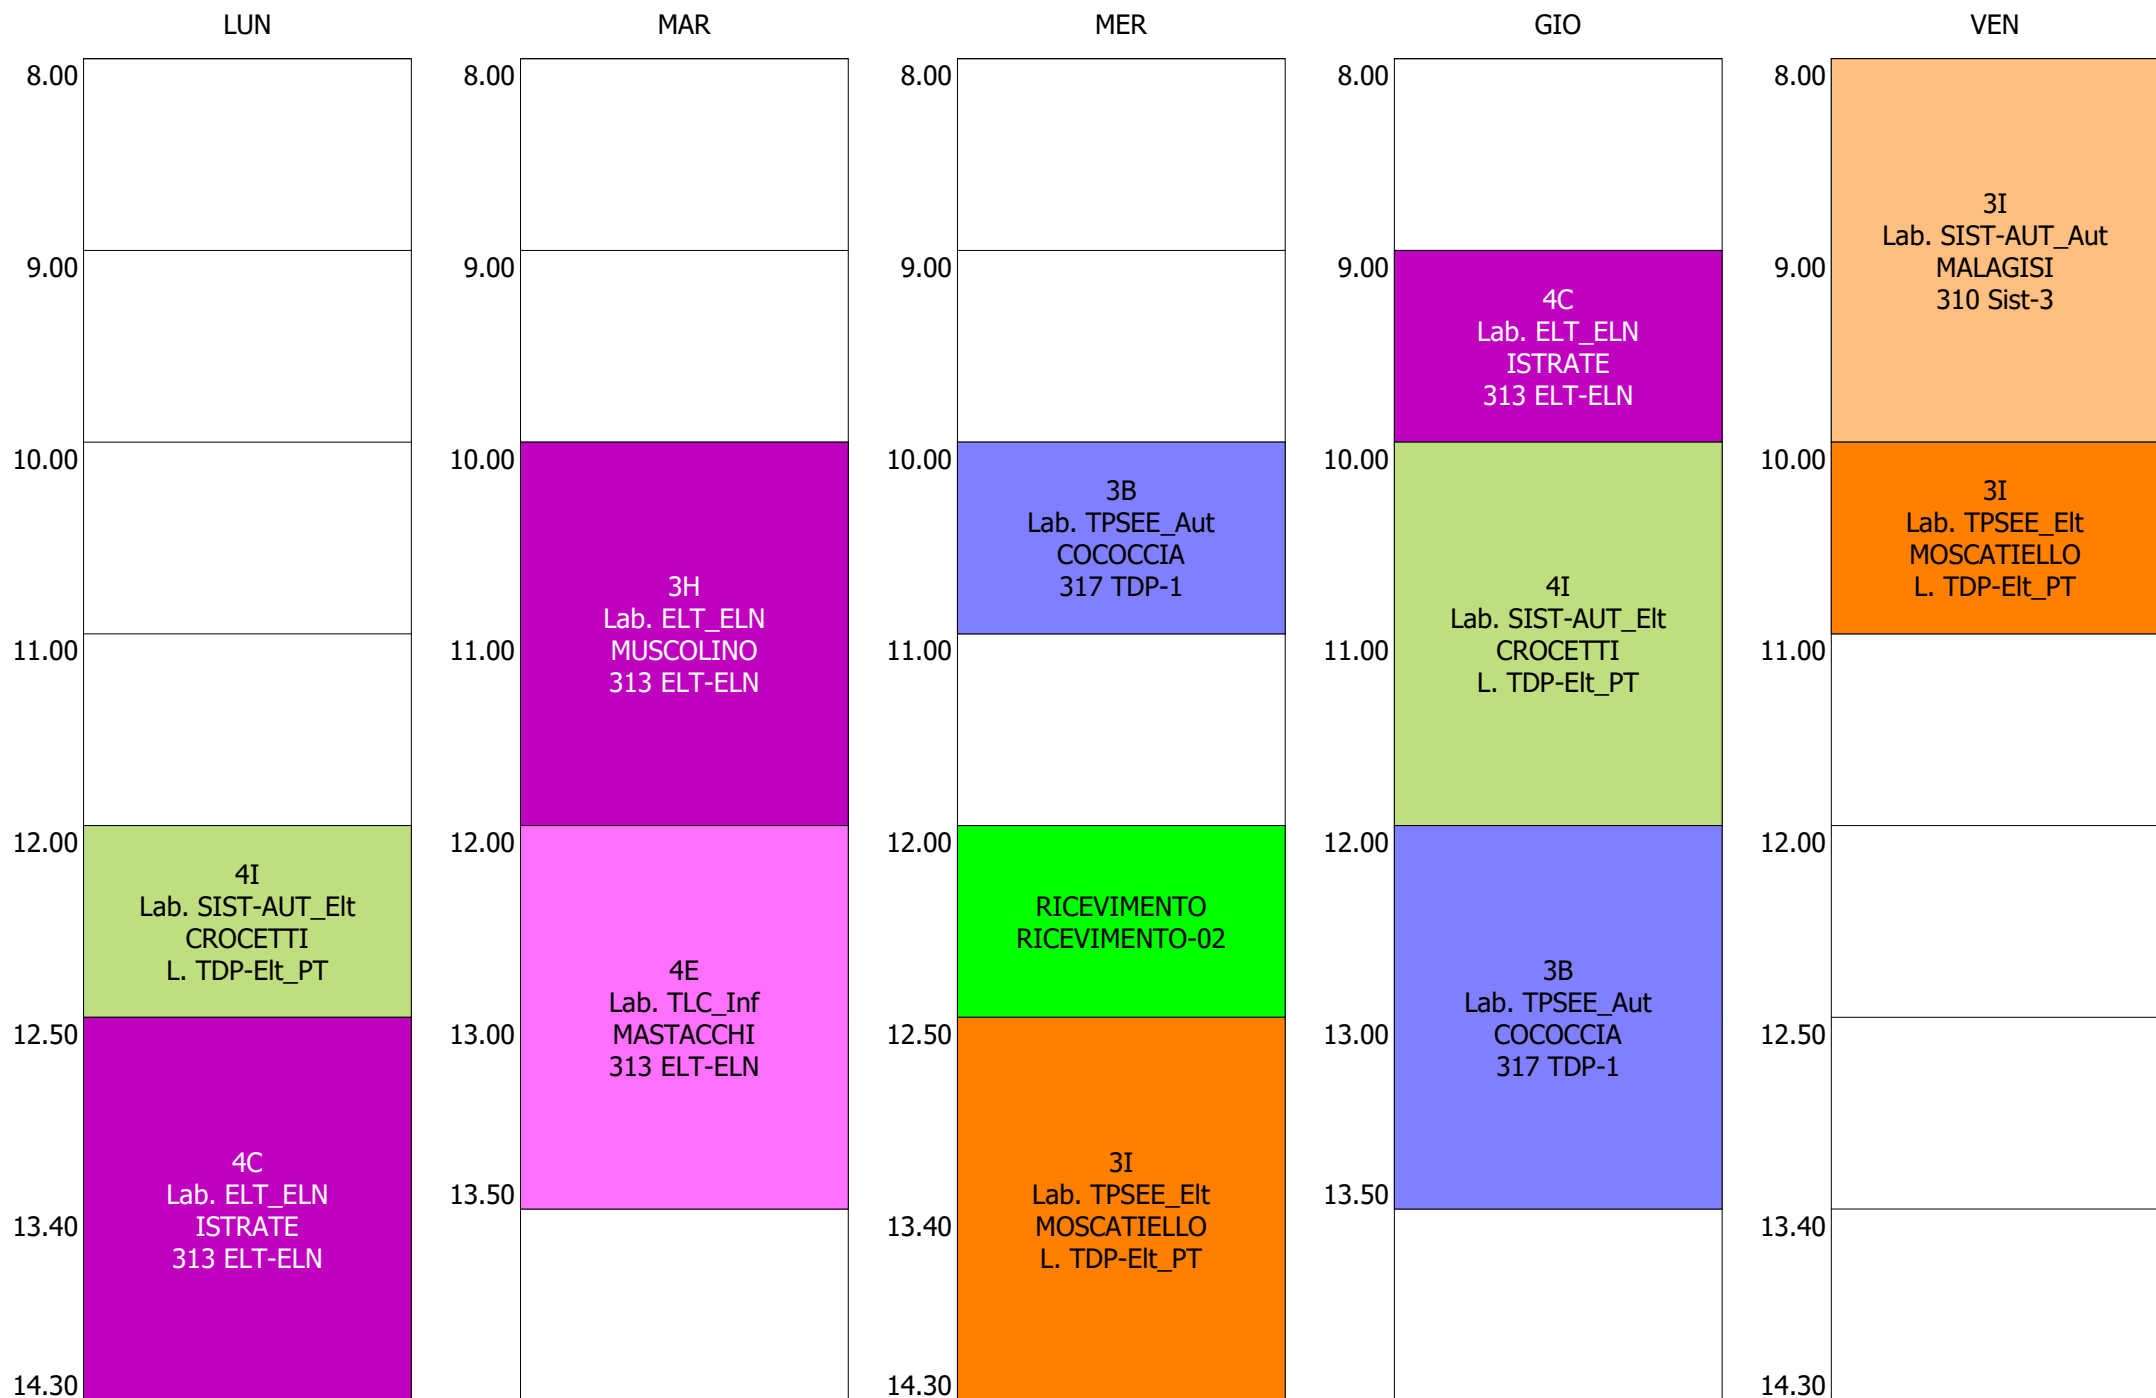 LUN
8.00
9.00
10.00
11.00
12.00
4I
Lab. SIST-AUT_Elt
CROCETTI
L. TDP-Elt_PT
12.50
4C
Lab. ELT_ELN
ISTRATE
313 ELT-ELN
13.40
14.30
MAR
8.00
9.00
10.00
3H
Lab. ELT_ELN
MUSCOLINO
313 ELT-ELN
11.00
12.00
4E
Lab. TLC_Inf
MASTACCHI
313 ELT-ELN
13.00
13.50
MER
8.00
9.00
10.00
3B
Lab. TPSEE_Aut
COCOCCIA
317 TDP-1
11.00
12.00
RICEVIMENTO
RICEVIMENTO-02
12.50
3I
Lab. TPSEE_Elt
MOSCATIELLO
L. TDP-Elt_PT
13.40
14.30
GIO
8.00
9.00
4C
Lab. ELT_ELN
ISTRATE
313 ELT-ELN
10.00
4I
Lab. SIST-AUT_Elt
CROCETTI
L. TDP-Elt_PT
11.00
12.00
3B
Lab. TPSEE_Aut
COCOCCIA
317 TDP-1
13.00
13.50
VEN
8.00
3I
Lab. SIST-AUT_Aut
MALAGISI
310 Sist-3
9.00
10.00
3I
Lab. TPSEE_Elt
MOSCATIELLO
L. TDP-Elt_PT
11.00
12.00
12.50
13.40
14.30